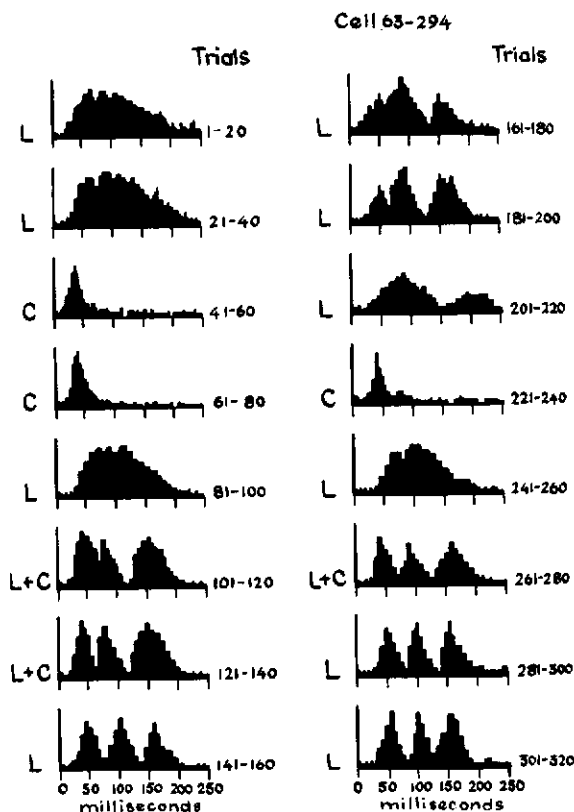 Cell 63-294
Trials
L 1-20
L 21-40
C 41-60
C 61-80
L 81-100
L+C 101-120
L+C 121-140
L 141-160
0 50 100 150 200 250
milliseconds
Trials
L 161-180
L 181-200
L 201-220
C 221-240
L 241-260
L+C 261-280
L 281-300
L 301-320
0 50 100 150 200 250
milliseconds